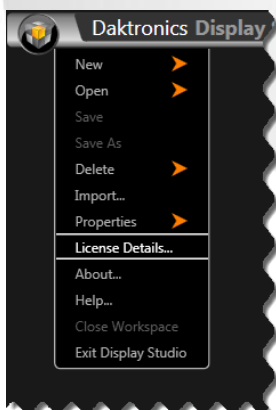 Daktronics Display
New
Open
Save
Save As
Delete
Import...
Properties
License Details...
About...
Help...
Close Workspace
Exit Display Studio